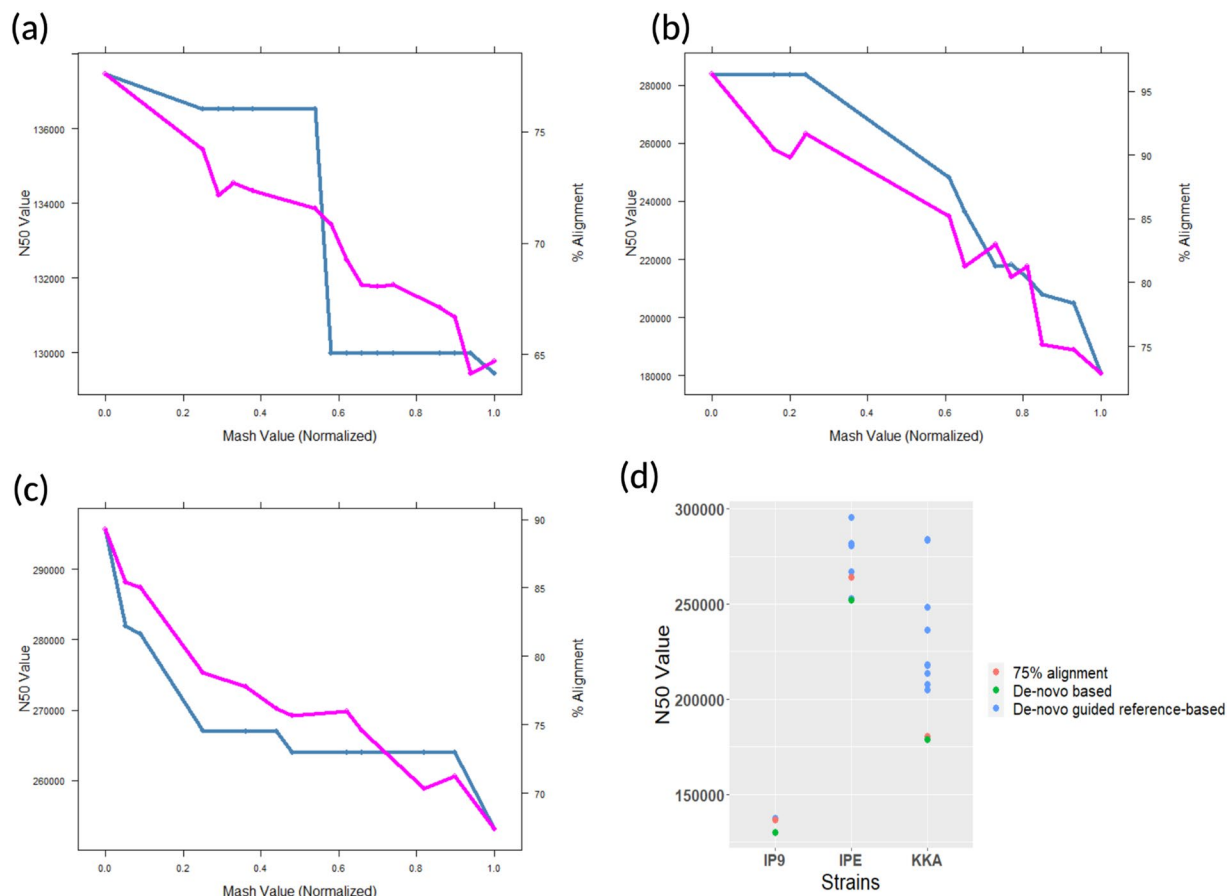 (a)
136000
134000
132000
130000
N50 Value
75
70
65
% Alignment
0.0 0.2 0.4 0.6 0.8 1.0
Mash Value (Normalized)
(b)
280000
260000
240000
220000
200000
180000
N50 Value
95
90
85
80
75
% Alignment
0.0 0.2 0.4 0.6 0.8 1.0
Mash Value (Normalized)
(c)
290000
280000
270000
260000
N50 Value
90
85
80
75
70
% Alignment
0.0 0.2 0.4 0.6 0.8 1.0
Mash Value (Normalized)
(d)
300000
250000
200000
150000
N50 Value
IP9 IPE KKA
Strains
75% alignment
De-novo based
De-novo guided reference-based